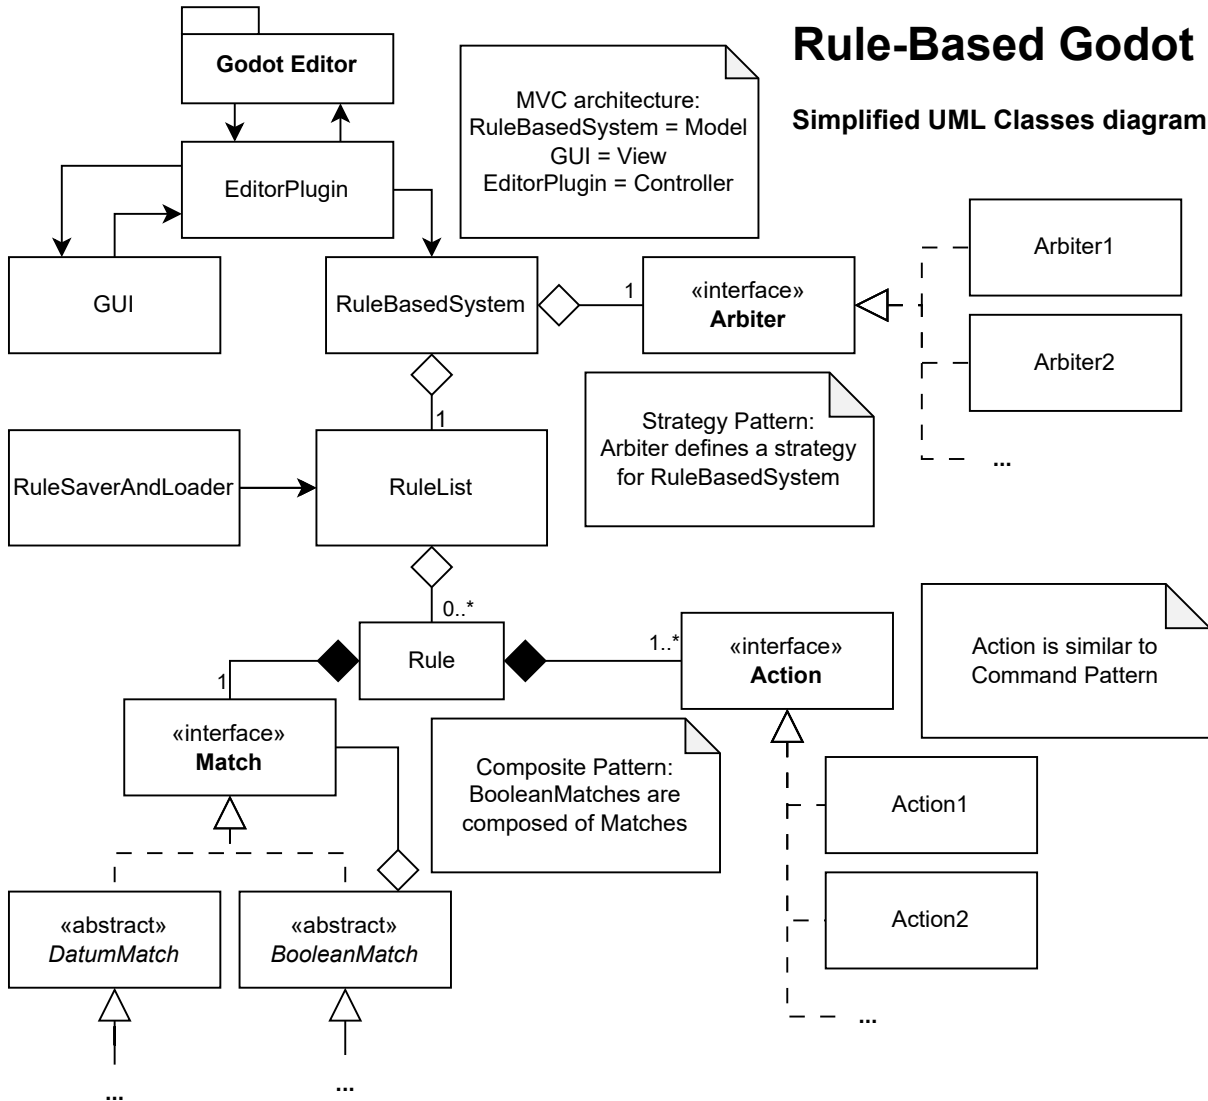 Rule-Based Godot
Simplified UML Classes diagram
Godot Editor
MVC architecture:
RuleBasedSystem = Model
GUI = View
EditorPlugin = Controller
EditorPlugin
GUI
RuleBasedSystem
1
«interface»
Arbiter
Arbiter1
Arbiter2
...
1
Strategy Pattern:
Arbiter defines a strategy
for RuleBasedSystem
RuleSaverAndLoader
RuleList
0..*
Rule
1
1..*
«interface»
Action
Action is similar to
Command Pattern
«interface»
Match
Composite Pattern:
BooleanMatches are
composed of Matches
Action1
Action2
...
«abstract»
DatumMatch
«abstract»
BooleanMatch
...
...